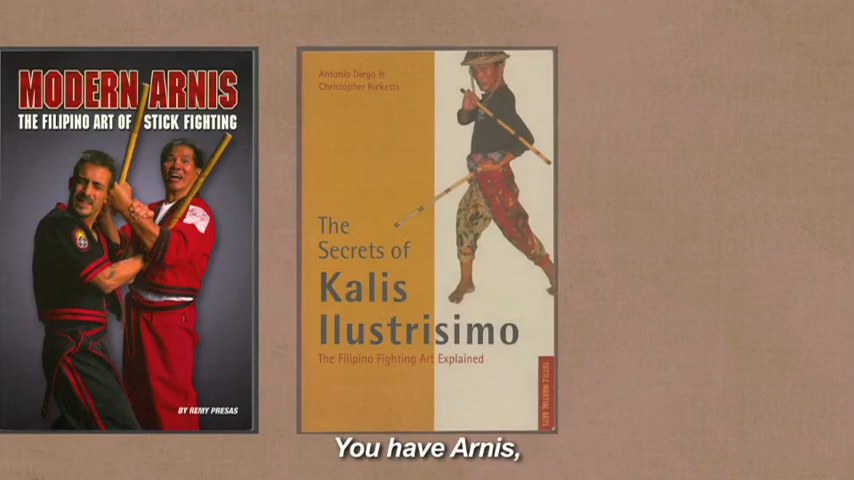 MODERN ARNIS
THE FILIPINO ART OF STICK FIGHTING
BY REMY PRESAS
Antonio Diego &
Christopher Ricketts
The
Secrets of
Kalis
Ilustrisimo
The Filipino Fighting Art Explained
TUTTLE MARTIAL ARTS
You have Arnis,